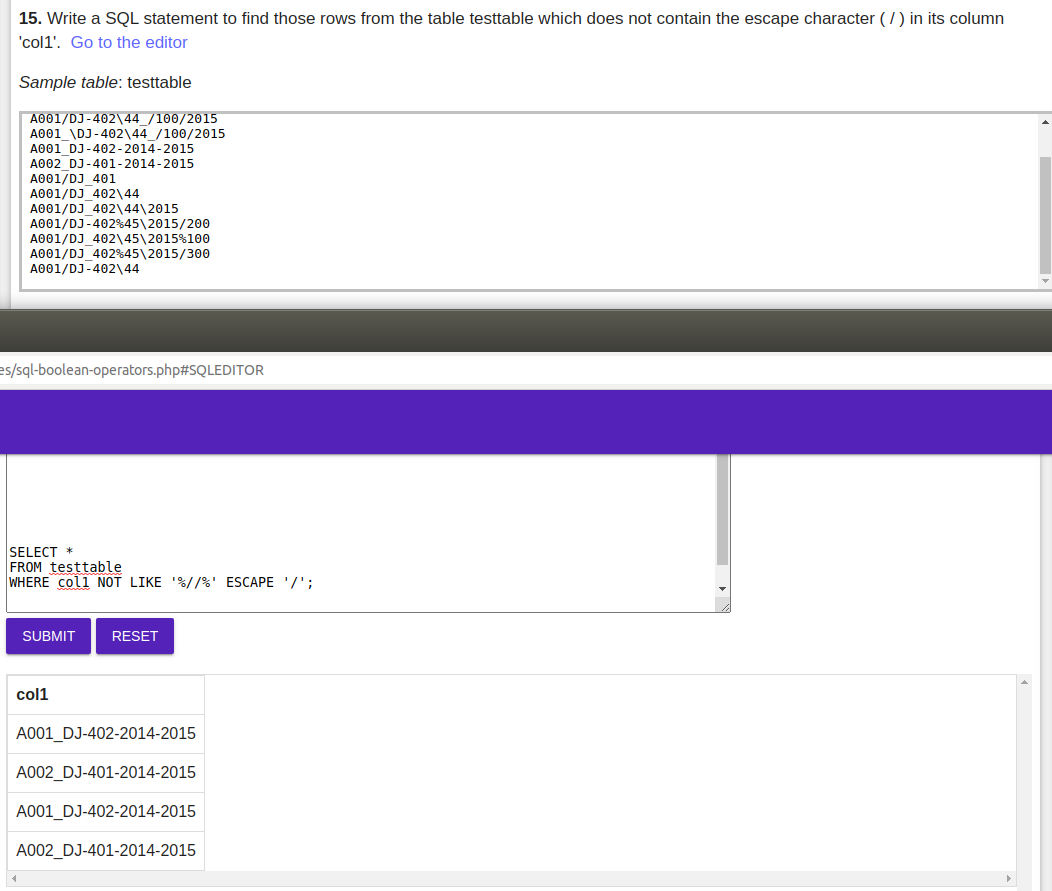 15. Write a SQL statement to find those rows from the table testtable which does not contain the escape character ( / ) in its column
'col1'. Go to the editor
Sample table: testtable
A001/DJ-402\44_/100/2015
A001_\DJ-402\44_/100/2015
A001_DJ-402-2014-2015
A002_DJ-401-2014-2015
A001/DJ_401
A001/DJ_402\44
A001/DJ_402\44\2015
A001/DJ-402%45\2015/200
A001/DJ_402\45\2015%100
A001/DJ_402%45\2015/300
A001/DJ-402\44
es/sql-boolean-operators.php#SQLEDITOR
SELECT *
FROM testtable
WHERE col1 NOT LIKE '%//%' ESCAPE '/';
SUBMIT RESET
col1
A001_DJ-402-2014-2015
A002_DJ-401-2014-2015
A001_DJ-402-2014-2015
A002_DJ-401-2014-2015